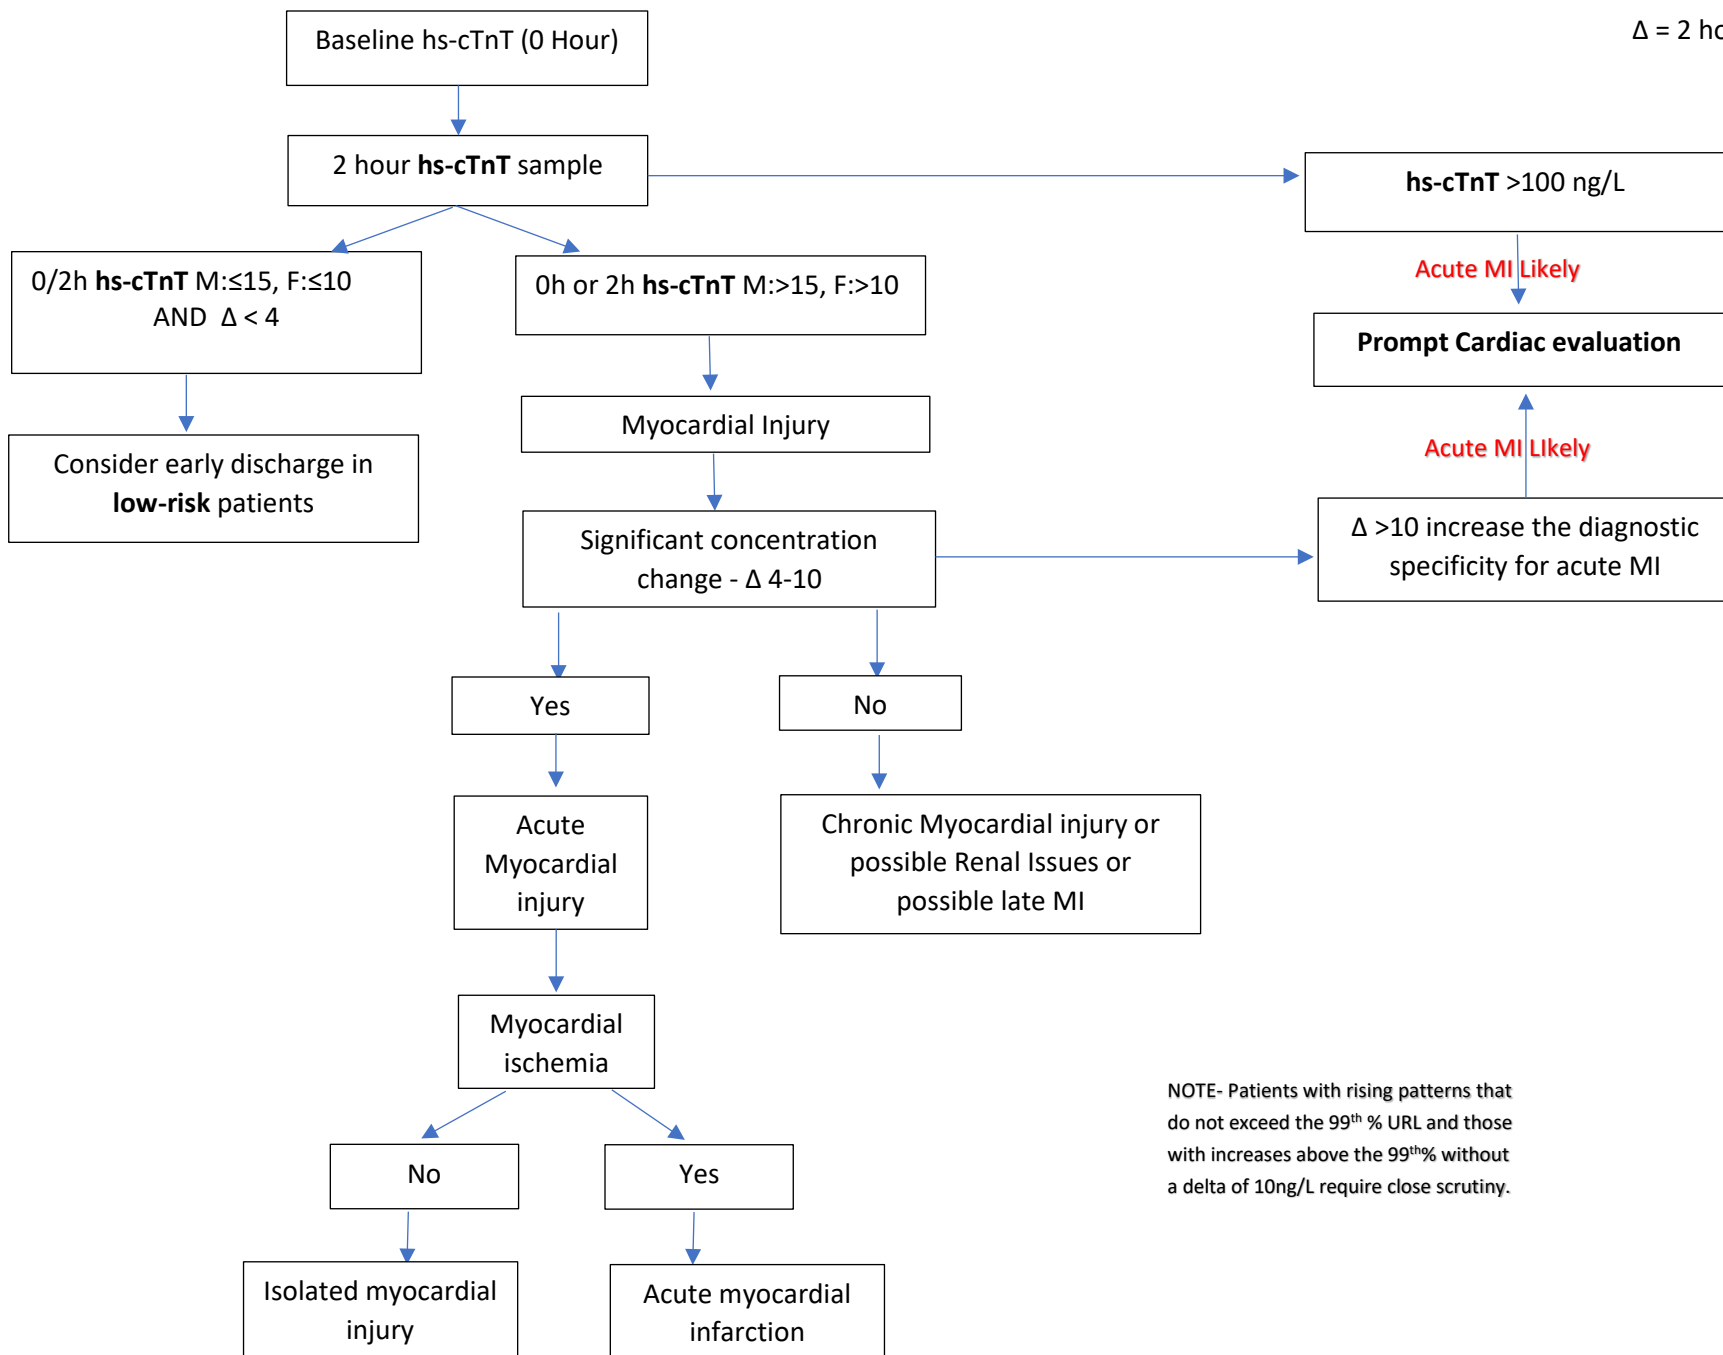 Baseline hs-cTnT (0 Hour)
Δ = 2 ho
2 hour hs-cTnT sample
hs-cTnT >100 ng/L
0/2h hs-cTnT M:≤15, F:≤10
AND Δ < 4
0h or 2h hs-cTnT M:>15, F:>10
Acute MI Likely
Prompt Cardiac evaluation
Myocardial Injury
Acute MI LIkely
Consider early discharge in
low-risk patients
Significant concentration
change - Δ 4-10
Δ >10 increase the diagnostic
specificity for acute MI
Yes
No
Acute
Myocardial
injury
Chronic Myocardial injury or
possible Renal Issues or
possible late MI
Myocardial
ischemia
NOTE- Patients with rising patterns that
do not exceed the 99th % URL and those
with increases above the 99th% without
a delta of 10ng/L require close scrutiny.
No
Yes
Isolated myocardial
injury
Acute myocardial
infarction